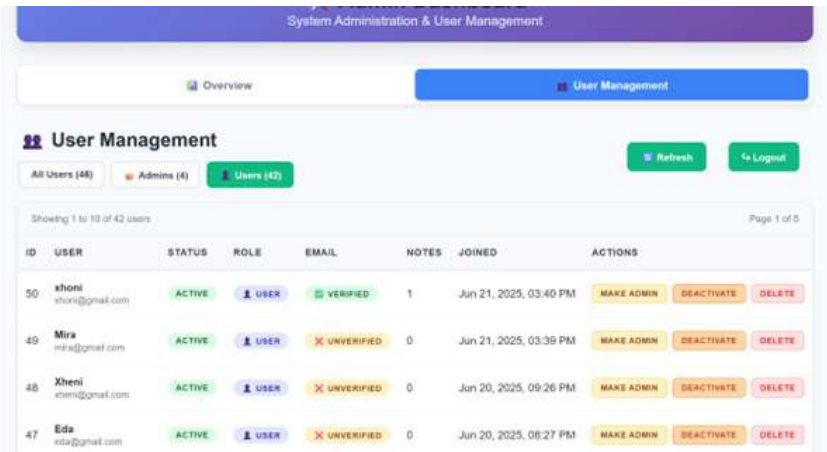 System Administration & User Management
Overview
User Management
User Management
Refresh
Logout
All Users (46)
Admins (4)
Users (42)
Showing 1 to 10 of 42 users
Page 1 of 5
ID USER STATUS ROLE EMAIL NOTES JOINED ACTIONS
50 xhoni ACTIVE USER VERIFIED 1 Jun 21, 2025, 03:40 PM MAKE ADMIN DEACTIVATE DELETE
xhoni@gmail.com
49 Mira ACTIVE USER UNVERIFIED 0 Jun 21, 2025, 03:39 PM MAKE ADMIN DEACTIVATE DELETE
mira@gmail.com
48 Xheni ACTIVE USER UNVERIFIED 0 Jun 20, 2025, 09:26 PM MAKE ADMIN DEACTIVATE DELETE
xheni@gmail.com
47 Eda ACTIVE USER UNVERIFIED 0 Jun 20, 2025, 08:27 PM MAKE ADMIN DEACTIVATE DELETE
eda@gmail.com